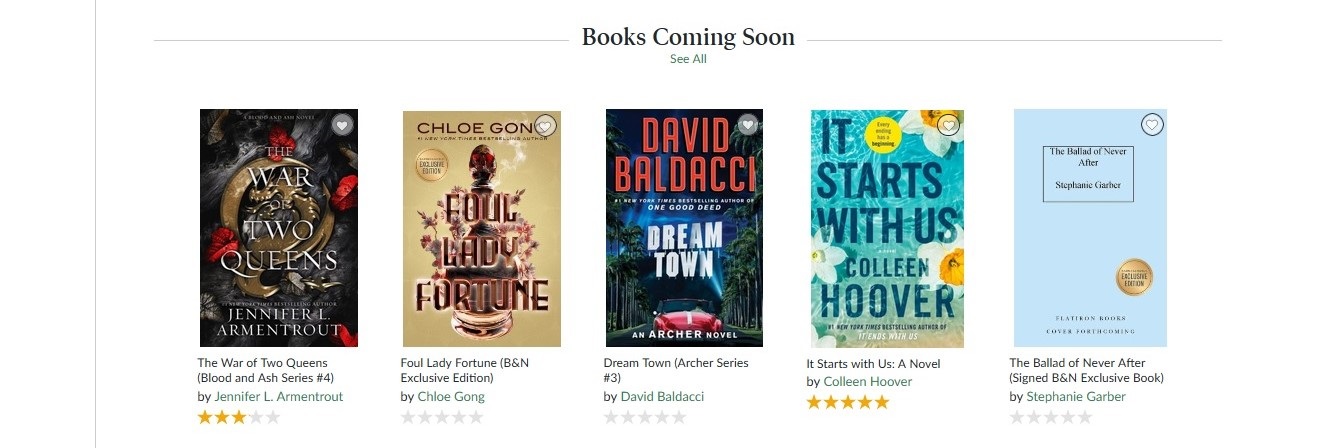 Books Coming Soon
See All
A BLOOD AND ASH NOVEL
THE
WAR
OF
TWO
QUEENS
#1 NEW YORK TIMES BESTSELLING AUTHOR
JENNIFER L.
ARMENTROUT
The War of Two Queens
(Blood and Ash Series #4)
by Jennifer L. Armentrout
CHLOE GONG
#1 NEW YORK TIMES BESTSELLING AUTHOR
EXCLUSIVE
EDITION
FOUL
LADY
FORTUNE
Foul Lady Fortune (B&N
Exclusive Edition)
by Chloe Gong
DAVID
BALDACCI
#1 NEW YORK TIMES BESTSELLING AUTHOR OF
ONE GOOD DEED
DREAM
TOWN
AN ARCHER NOVEL
Dream Town (Archer Series
#3)
by David Baldacci
Every
ending
has a
beginning.
IT
STARTS
WITH US
COLLEEN
HOOVER
#1 NEW YORK TIMES BESTSELLING AUTHOR OF
IT ENDS WITH US
It Starts with Us: A Novel
by Colleen Hoover
The Ballad of Never
After
Stephanie Garber
EXCLUSIVE
EDITION
FLATIRON BOOKS
COVER FORTHCOMING
The Ballad of Never After
(Signed B&N Exclusive Book)
by Stephanie Garber